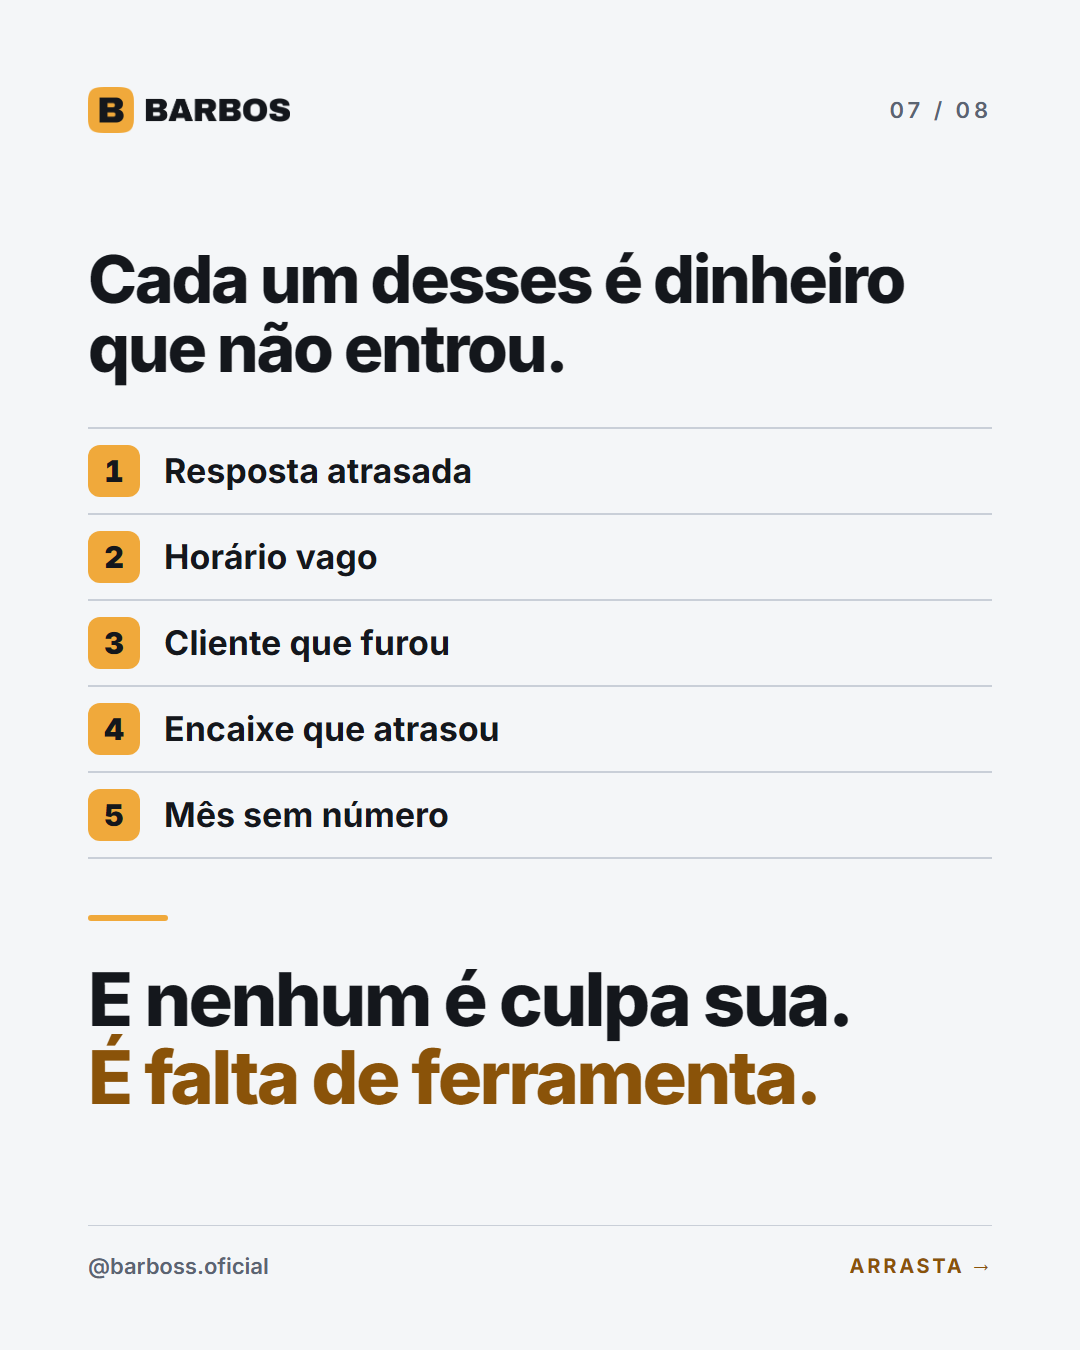 B BARBOS
07 / 08
Cada um desses é dinheiro
que não entrou.
1 Resposta atrasada
2 Horário vago
3 Cliente que furou
4 Encaixe que atrasou
5 Mês sem número
E nenhum é culpa sua.
É falta de ferramenta.
@barboss.oficial
ARRASTA →